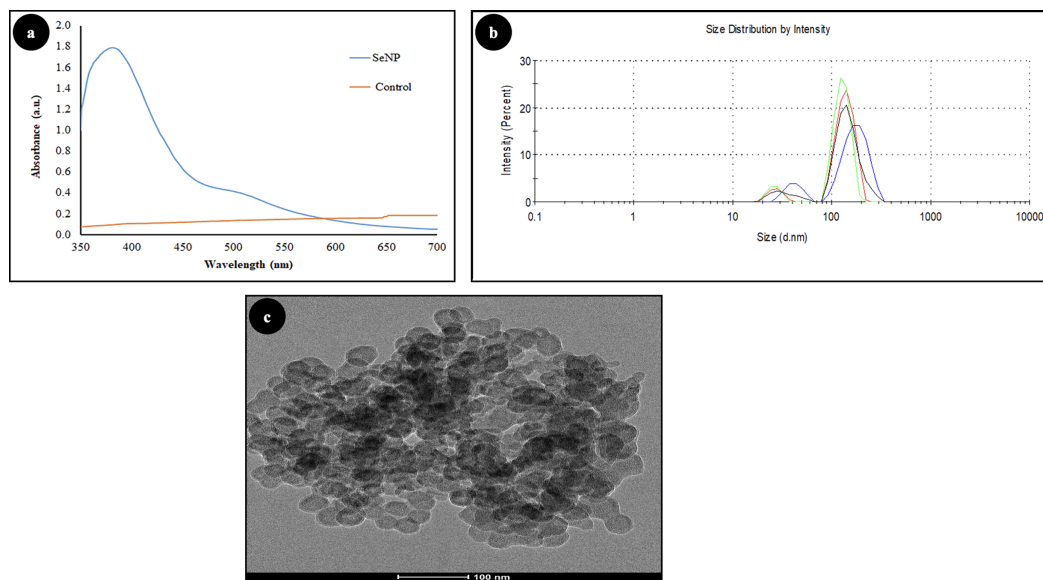 a
2.0
1.8
1.6
1.4
1.2
1.0
0.8
0.6
0.4
0.2
0.0
Absorbance (a.u.)
350 400 450 500 550 600 650 700
Wavelength (nm)
SeNP
Control
b
Size Distribution by Intensity
30
20
10
0
Intensity (Percent)
0.1 1 10 100 1000 10000
Size (d.nm)
c
100 nm